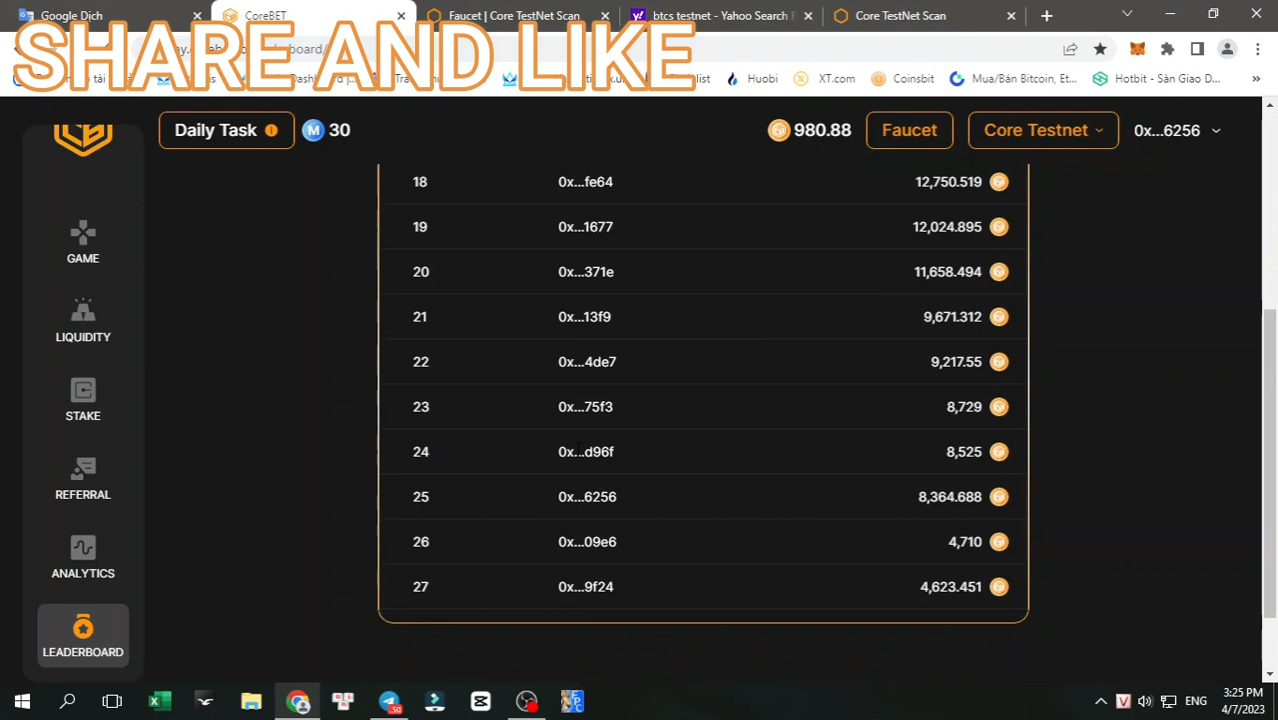 Google Dịch
CoreBET
Faucet | Core TestNet Scan
btcs testnet - Yahoo Search R
Core TestNet Scan
SHARE AND LIKE
Huobi
XT.com
Coinsbit
Mua/Bán Bitcoin, Et...
Hotbit - Sàn Giao D...
Daily Task
M 30
980.88
Faucet
Core Testnet
0x...6256
GAME
LIQUIDITY
STAKE
REFERRAL
ANALYTICS
LEADERBOARD
18 0x...fe64 12,750.519
19 0x...1677 12,024.895
20 0x...371e 11,658.494
21 0x...13f9 9,671.312
22 0x...4de7 9,217.55
23 0x...75f3 8,729
24 0x...d96f 8,525
25 0x...6256 8,364.688
26 0x...09e6 4,710
27 0x...9f24 4,623.451
ENG
3:25 PM
4/7/2023